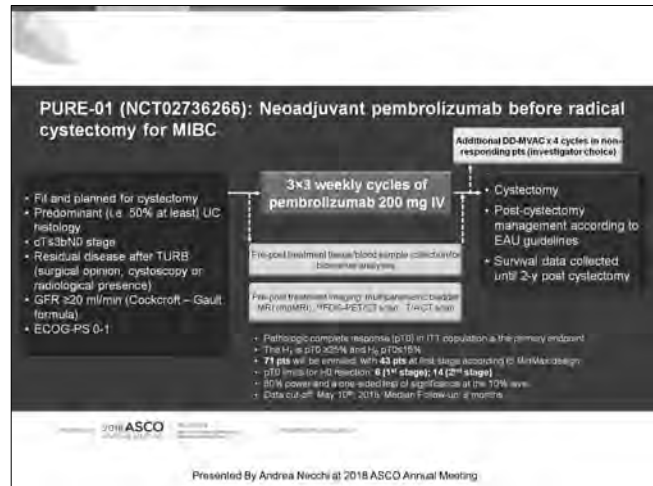 PURE-01 (NCT02736266): Neoadjuvant pembrolizumab before radical
cystectomy for MIBC
Additional DD-MVAC x 4 cycles in non-
responding pts (investigator choice)
• Fit and planned for cystectomy
• Predominant (i.e. 50% at least) UC
histology
• cT≤3bN0 stage
• Residual disease after TURB
(surgical opinion, cystoscopy or
radiological presence)
• GFR ≥20 ml/min (Cockcroft – Gault
formula)
• ECOG-PS 0-1
3×3 weekly cycles of
pembrolizumab 200 mg IV
Pre-post treatment tissue/blood sample collection for
biomarker analyses
Pre-post treatment imaging: multiparametric bladder
MRI (mpMRI), PET/CT scan, CT scan
• Cystectomy
• Post-cystectomy
management according to
EAU guidelines
• Survival data collected
until 2-y post cystectomy
• Pathologic complete response (pT0) in ITT population is the primary endpoint
• The H₁ is pT0 ≥25% and H₀ pT0≤15%
• 71 pts will be enrolled, with 43 pts at first stage according to MinMax design
• pT0 limits for H0 rejection: 6 (1st stage); 14 (2nd stage)
• 80% power and a one-sided test of significance at the 10% level
• Data cut-off: May 10th, 2018. Median Follow-up: months
2018 ASCO
Presented By Andrea Necchi at 2018 ASCO Annual Meeting